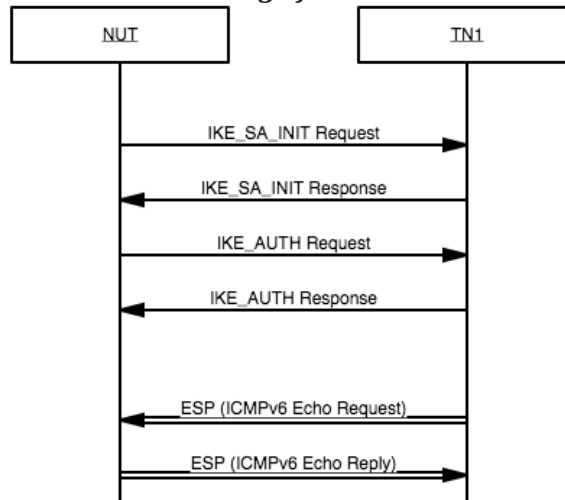 NUT TN1
IKE_SA_INIT Request
IKE_SA_INIT Response
IKE_AUTH Request
IKE_AUTH Response
ESP (ICMPv6 Echo Request)
ESP (ICMPv6 Echo Reply)